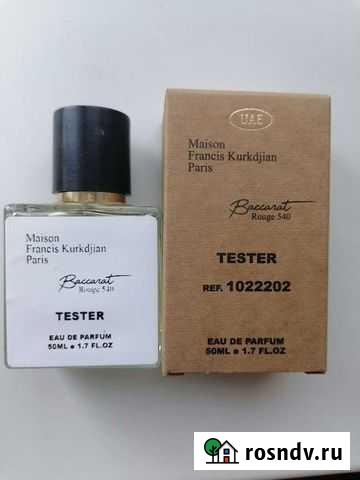 Maison
Francis Kurkdjian
Paris
Baccarat
Rouge 540
TESTER
EAU DE PARFUM
50ML ● 1.7 FL.OZ
UAE
Maison
Francis Kurkdjian
Paris
Baccarat
Rouge 540
TESTER
REF. 1022202
EAU DE PARFUM
50ML ● 1.7 FL.OZ
rosndv.ru